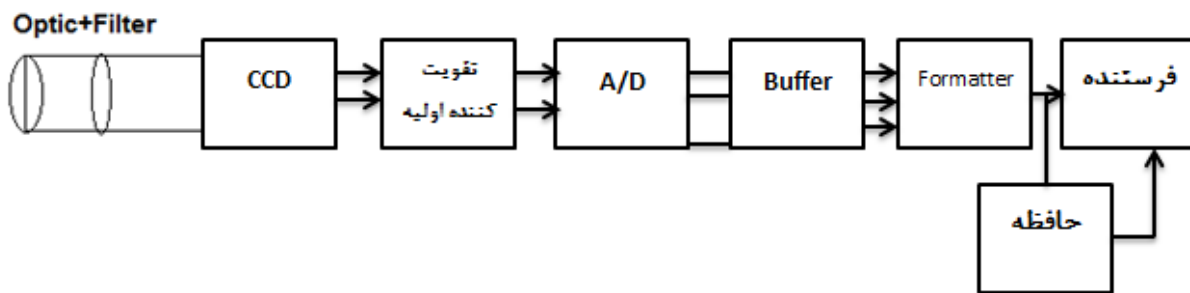 Optic+Filter
CCD
تقویت
کننده اولیه
A/D
Buffer
Formatter
فرستنده
حافظه